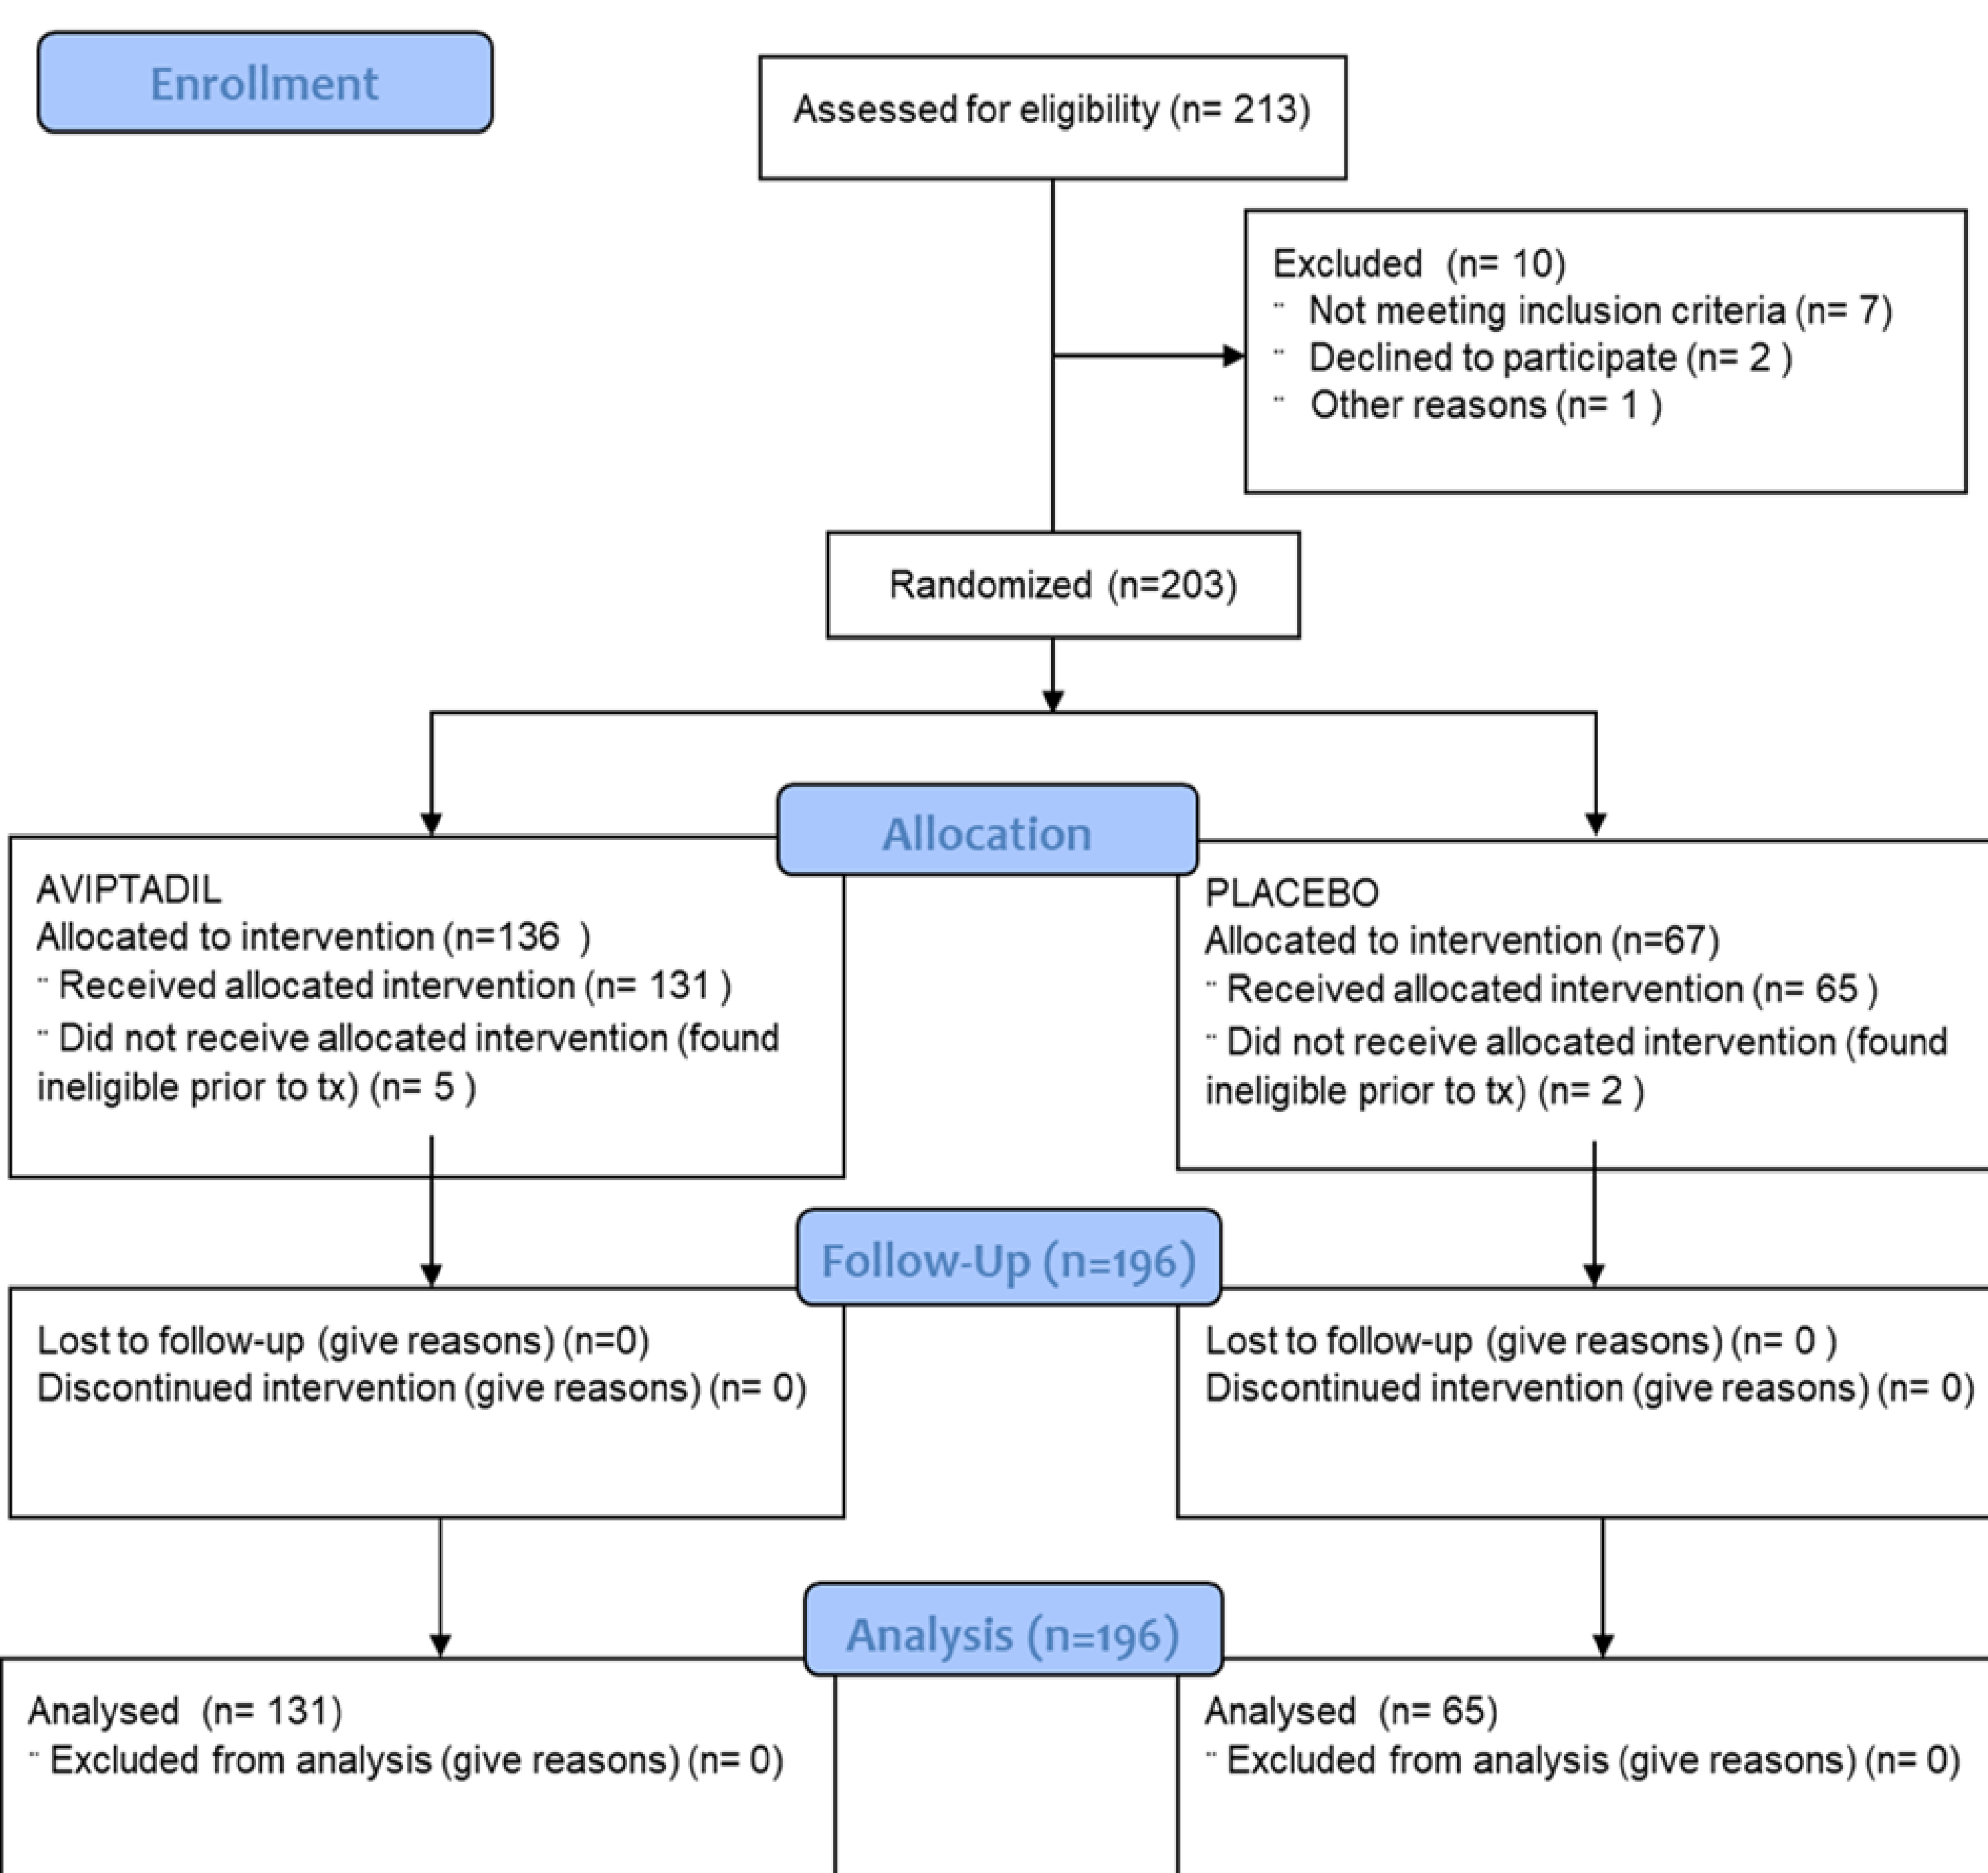 Enrollment
Assessed for eligibility (n= 213)
Excluded  (n= 10)
¨ Not meeting inclusion criteria (n= 7)
¨ Declined to participate (n= 2 )
¨ Other reasons (n= 1 )
Randomized (n=203)
Allocation
AVIPTADIL
Allocated to intervention (n=136  )
¨ Received allocated intervention (n= 131 )
¨ Did not receive allocated intervention (found
ineligible prior to tx) (n= 5 )
PLACEBO
Allocated to intervention (n=67)
¨ Received allocated intervention (n= 65 )
¨ Did not receive allocated intervention (found
ineligible prior to tx) (n= 2 )
Follow-Up (n=196)
Lost to follow-up (give reasons) (n=0)
Discontinued intervention (give reasons) (n= 0)
Lost to follow-up (give reasons) (n= 0 )
Discontinued intervention (give reasons) (n= 0)
Analysis (n=196)
Analysed  (n= 131)
¨ Excluded from analysis (give reasons) (n= 0)
Analysed  (n= 65)
¨ Excluded from analysis (give reasons) (n= 0)